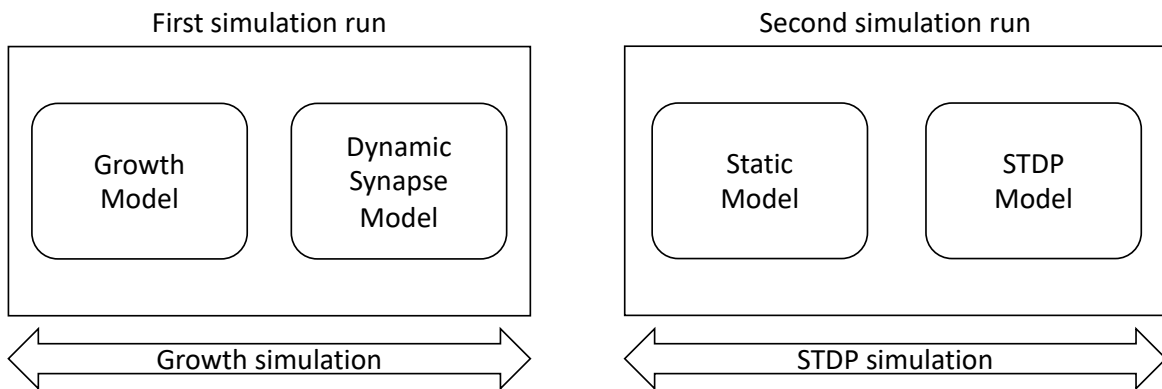 First simulation run
Growth
Model
Dynamic
Synapse
Model
Growth simulation
Second simulation run
Static
Model
STDP
Model
STDP simulation